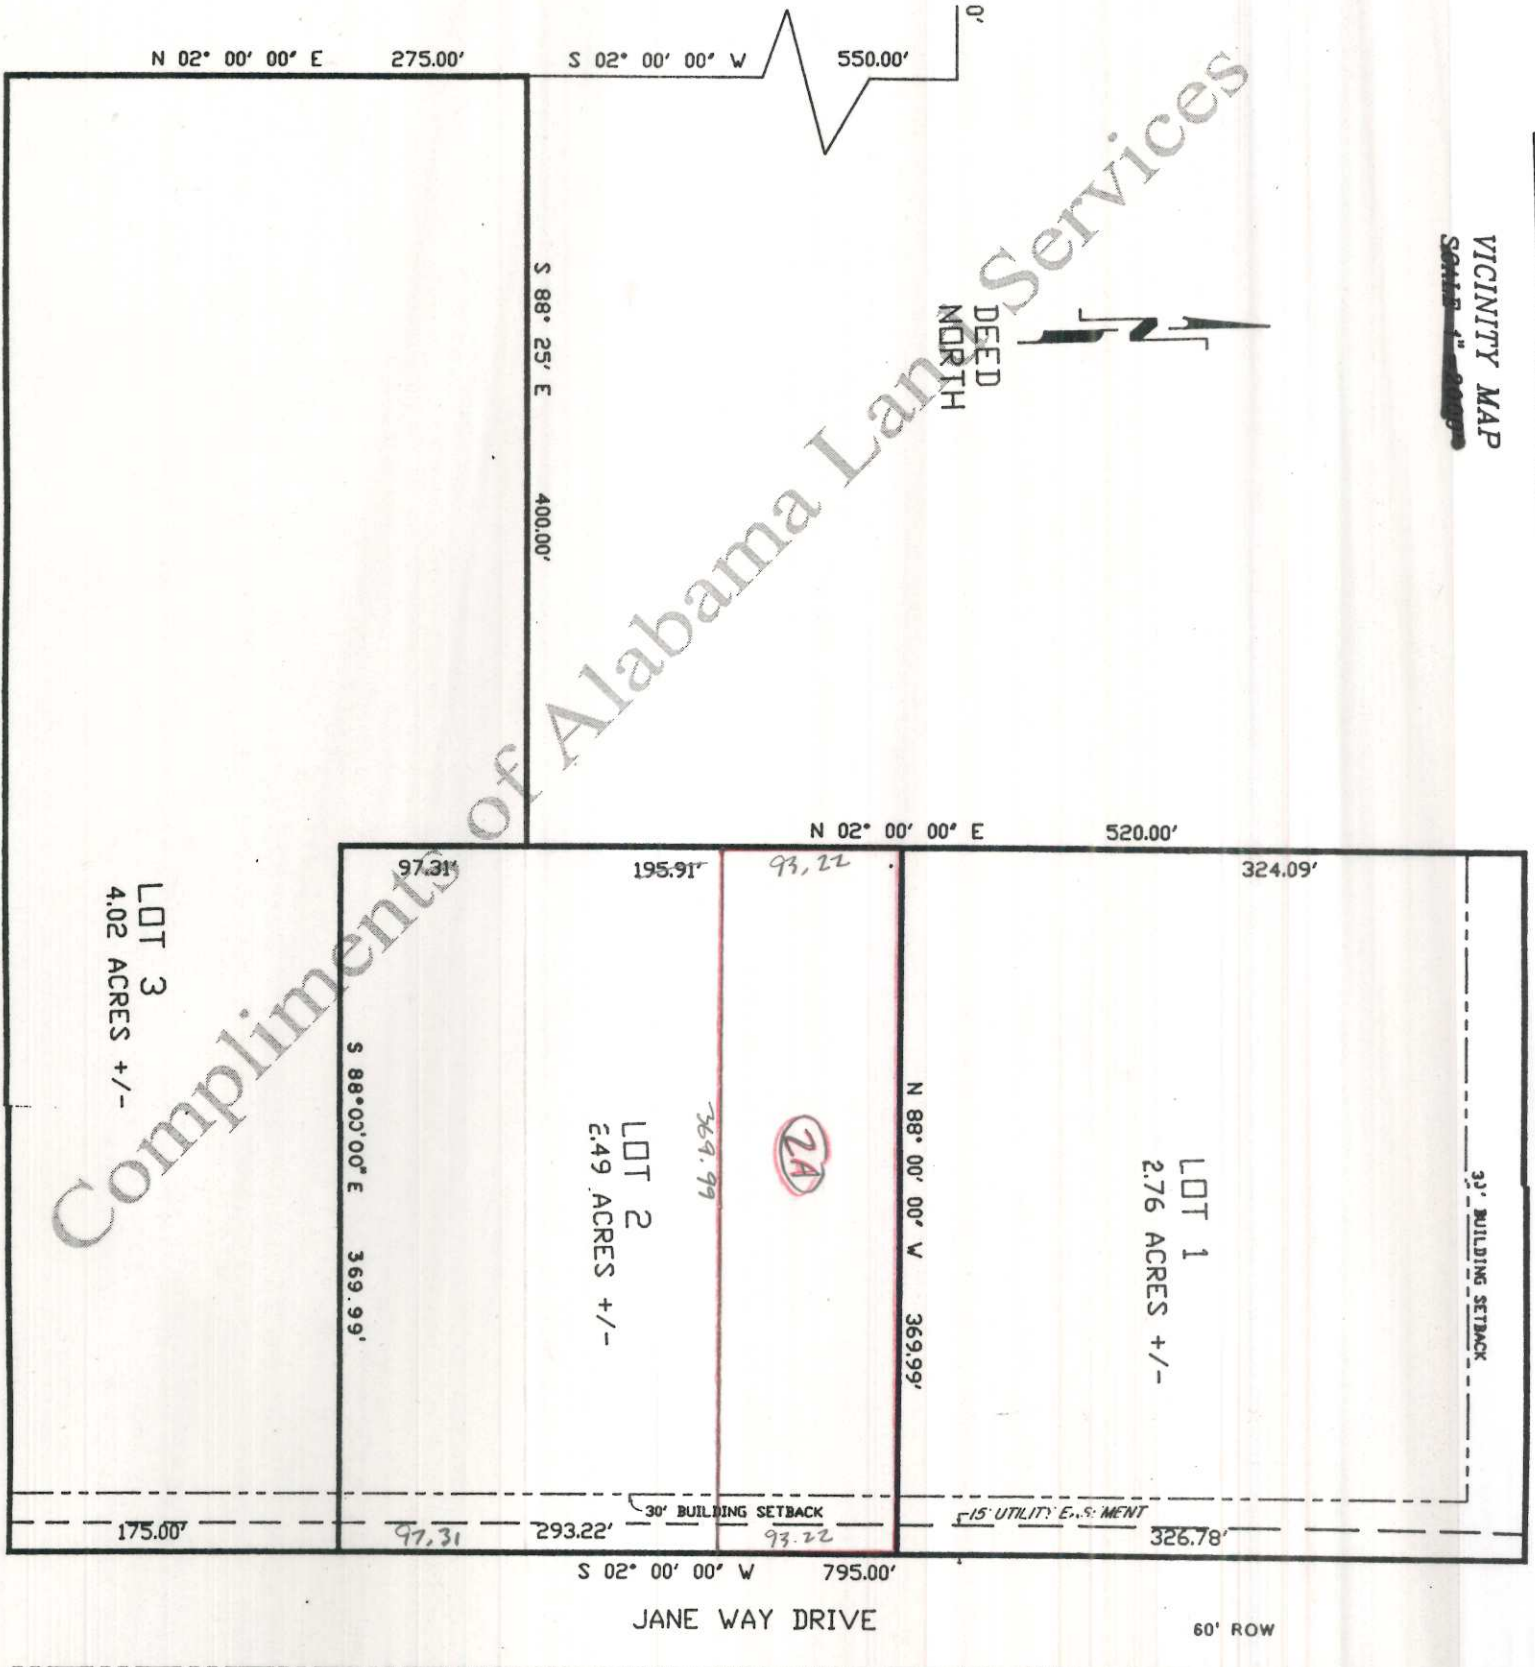 0'
N 02° 00' 00" E 275.00'
S 02° 00' 00" W 550.00'
VICINITY MAP
DEED
NORTH
S 88° 25' E 400.00'
N 02° 00' 00" E 520.00'
97.31'
195.91'
93.22
324.09'
LOT 3
4.02 ACRES +/-
S 88°00'00" E 369.99'
LOT 2
2.49 ACRES +/-
369.99
2A
N 88° 00' 00" W 369.99'
LOT 1
2.76 ACRES +/-
BUILDING SETBACK
30' BUILDING SETBACK
15' UTILITY
175.00'
97.31
293.22'
93.22
326.78'
S 02° 00' 00" W 795.00'
JANE WAY DRIVE
60' ROW
Compliments of Alabama Land Services